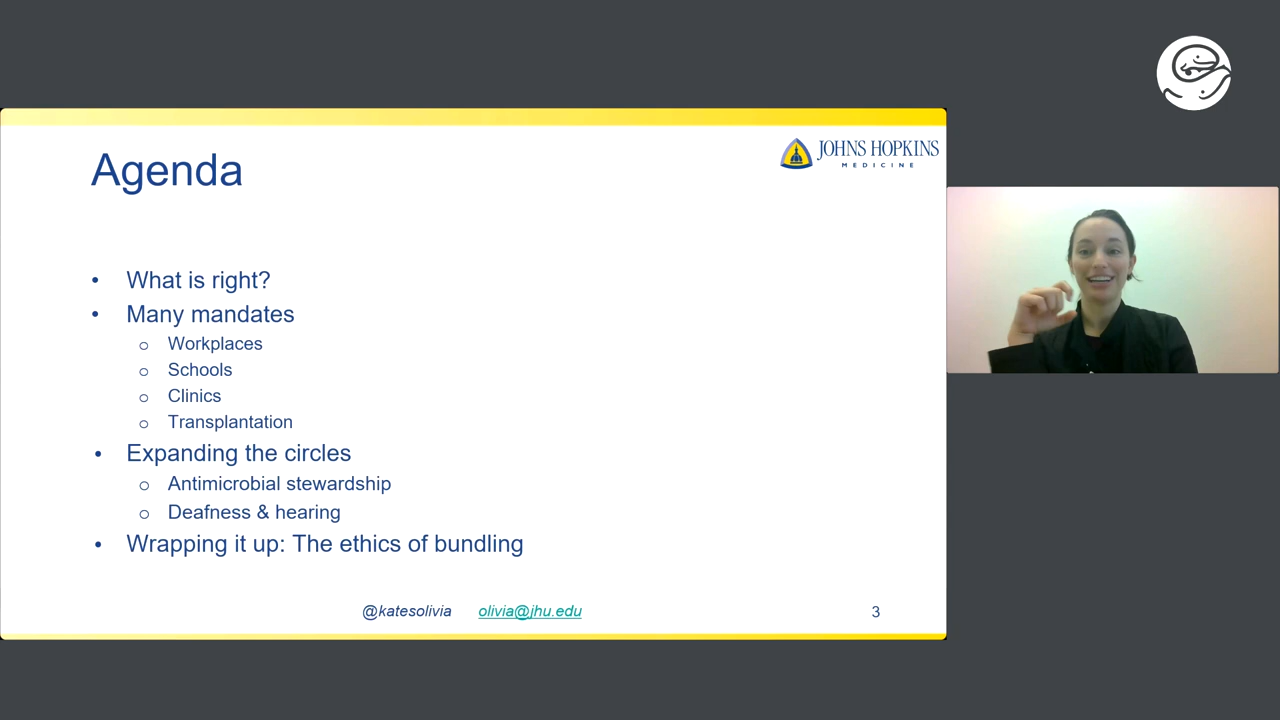 Agenda
JOHNS HOPKINS
MEDICINE
• What is right?
• Many mandates
o Workplaces
o Schools
o Clinics
o Transplantation
• Expanding the circles
o Antimicrobial stewardship
o Deafness & hearing
• Wrapping it up: The ethics of bundling
@katesolivia olivia@jhu.edu
3